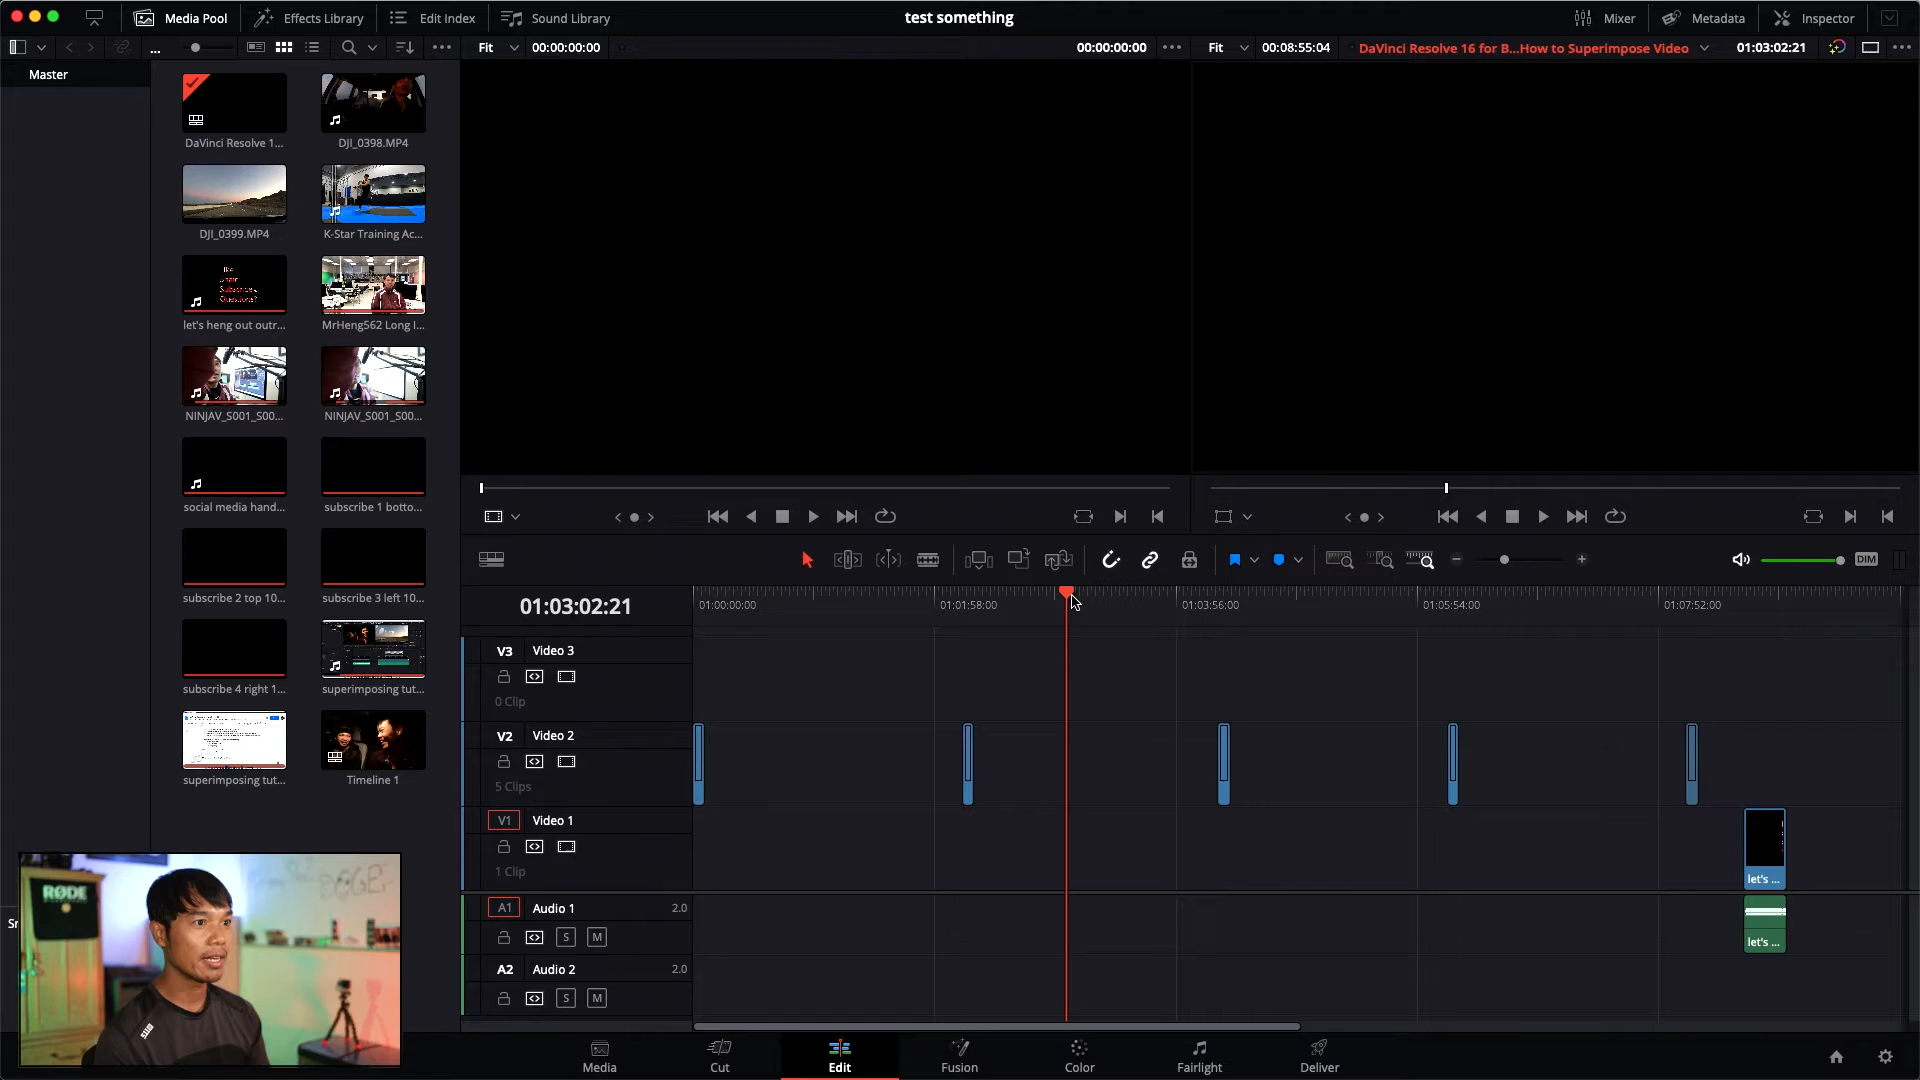 Media Pool
Effects Library
Edit Index
Sound Library
test something
Mixer
Metadata
Inspector
...
Fit
00:00:00:00
00:00:00:00
Fit
00:08:55:04
DaVinci Resolve 16 for B...How to Superimpose Video
01:03:02:21
Master
DaVinci Resolve 1...
DJI_0398.MP4
DJI_0399.MP4
K-Star Training Ac...
like
Share
Subscribe
Questions?
let's heng out outr...
MrHeng562 Long I...
NINJAV_S001_S00...
NINJAV_S001_S00...
social media hand...
subscribe 1 botto...
subscribe 2 top 10...
subscribe 3 left 10...
subscribe 4 right 1...
superimposing tut...
superimposing tut...
Timeline 1
DIM
01:03:02:21
01:00:00:00
01:01:58:00
01:03:56:00
01:05:54:00
01:07:52:00
V3 Video 3
0 Clip
V2 Video 2
5 Clips
V1 Video 1
1 Clip
let's ...
A1 Audio 1 2.0
S M
let's ...
A2 Audio 2 2.0
S M
RØDE
DOGE
Media
Cut
Edit
Fusion
Color
Fairlight
Deliver